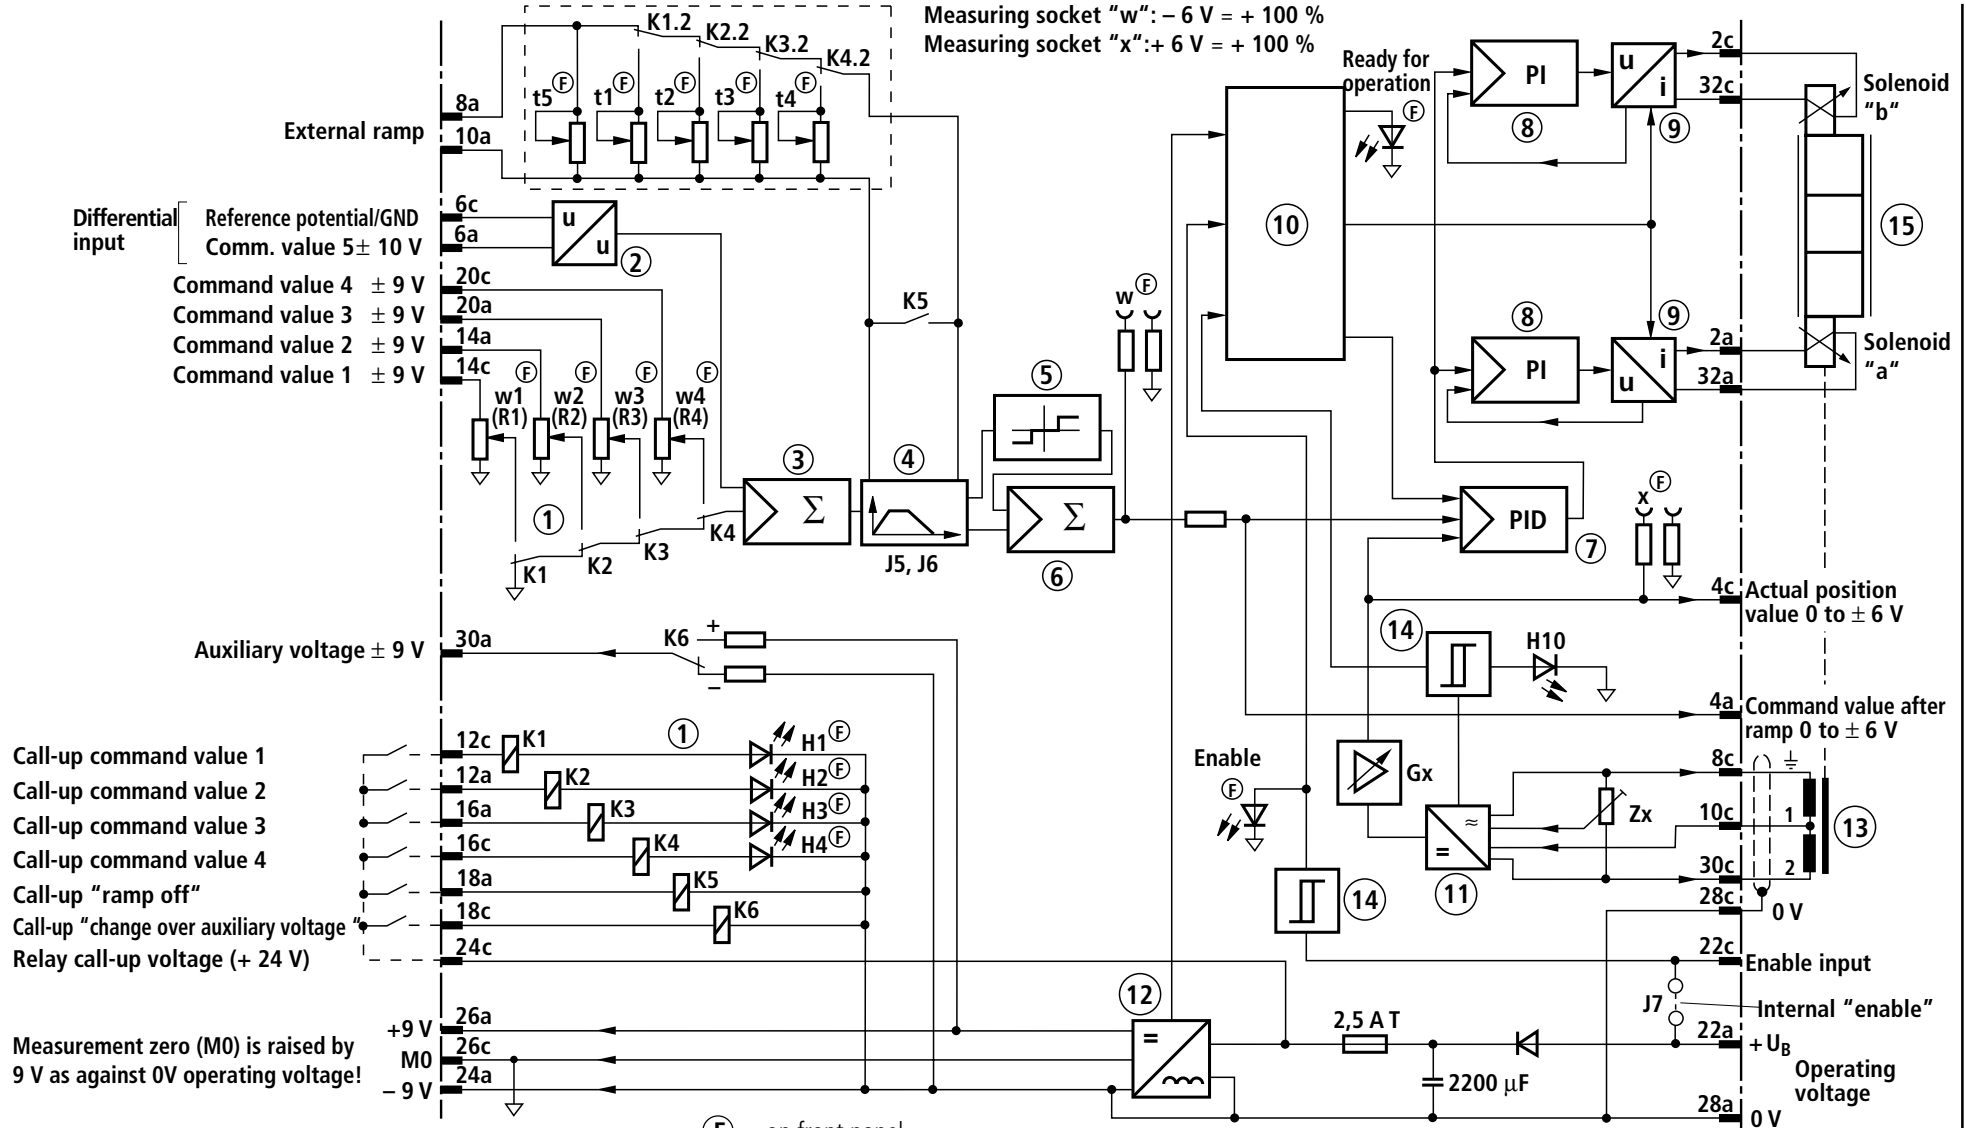 Measuring socket “w“: – 6 V = + 100 %
Measuring socket “x“:+ 6 V = + 100 %
K1.2
K2.2
K3.2
K4.2
F F F F F
t5 t1 t2 t3 t4
8a
External ramp
10a
Differential input
Reference potential/GND
6c
Comm. value 5± 10 V
6a
u
u
2
Command value 4 ± 9 V
20c
Command value 3 ± 9 V
20a
Command value 2 ± 9 V
14a
Command value 1 ± 9 V
14c
F F F F
w1 w2 w3 w4
(R1) (R2) (R3) (R4)
1
K1
K2
K3
K4
K5
3
Σ
4
J5, J6
5
Σ
6
w F
Ready for
operation
F
10
PI
8
u
i
9
2c
32c
Solenoid
“b“
15
PI
8
i
u
9
2a
32a
Solenoid
“a“
PID
7
x F
4c
Actual position
value 0 to ± 6 V
14
H10
4a
Command value after
ramp 0 to ± 6 V
Auxiliary voltage ± 9 V
30a
K6
+
–
1
Call-up command value 1
12c
K1
H1 F
Call-up command value 2
12a
K2
H2 F
Call-up command value 3
16a
K3
H3 F
Call-up command value 4
16c
K4
H4 F
Call-up “ramp off“
18a
K5
Call-up “change over auxiliary voltage “
18c
K6
Relay call-up voltage (+ 24 V)
24c
Enable
F
Gx
≈
=
11
Zx
8c
10c
1
30c
2
13
28c
0 V
14
22c
Enable input
J7
Internal “enable”
12
=
2,5 A T
22a
+ UB
Operating
voltage
2200 µF
28a
0 V
+9 V
26a
Measurement zero (M0) is raised by
9 V as against 0V operating voltage!
M0
26c
– 9 V
24a
F on front panel